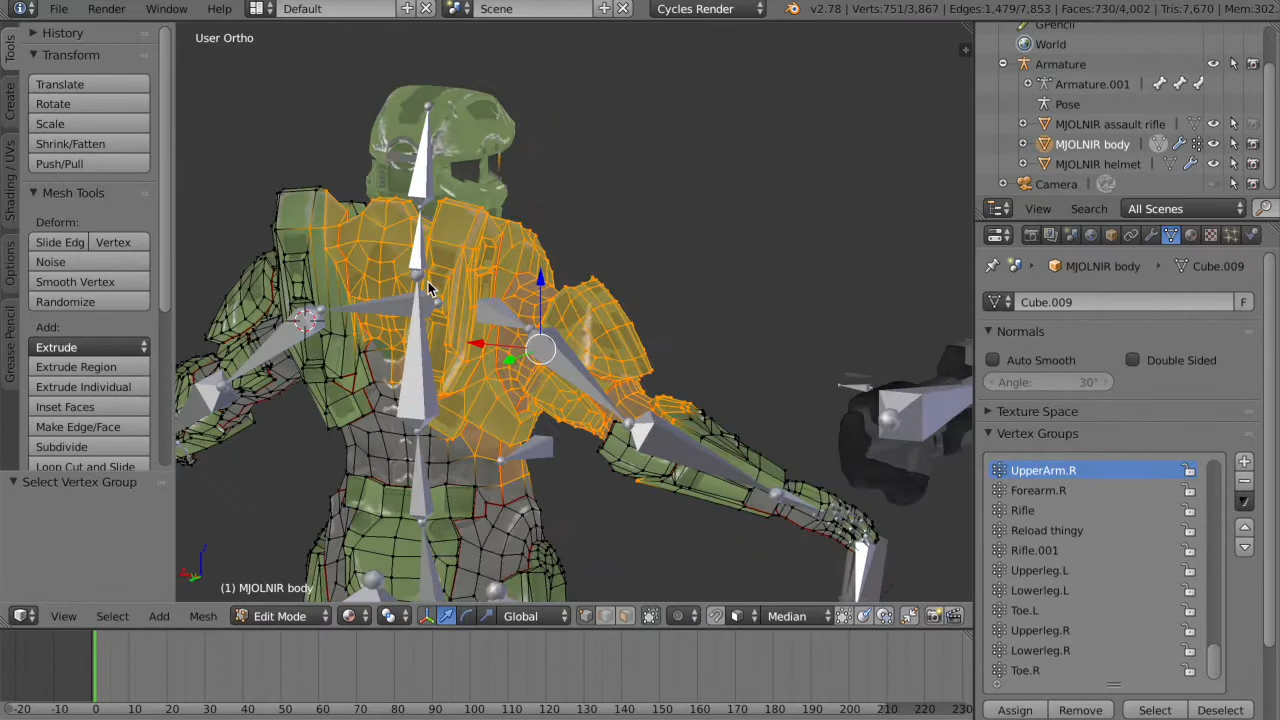 File Render Window Help Default Scene Cycles Render v2.78 | Verts:751/3,867 | Edges:1,479/7,853 | Faces:730/4,002 | Tris:7,670 | Mem:302.
Tools
Create
Shading / UVs
Options
Grease Pencil
History
Transform
Translate
Rotate
Scale
Shrink/Fatten
Push/Pull
Mesh Tools
Deform:
Slide Edg Vertex
Noise
Smooth Vertex
Randomize
Add:
Extrude
Extrude Region
Extrude Individual
Inset Faces
Make Edge/Face
Subdivide
Loop Cut and Slide
Select Vertex Group
User Ortho
(1) MJOLNIR body
View Select Add Mesh Edit Mode Global Median
-20 -10 0 10 20 30 40 50 60 70 80 90 100 110 120 130 140 150 160 170 180 190 200 210 220 230
GPencil
World
Armature
Armature.001
Pose
MJOLNIR assault rifle
MJOLNIR body
MJOLNIR helmet
Camera
View Search All Scenes
MJOLNIR body Cube.009
Cube.009 F
Normals
Auto Smooth Double Sided
Angle: 30°
Texture Space
Vertex Groups
UpperArm.R
Forearm.R
Rifle
Reload thingy
Rifle.001
Upperleg.L
Lowerleg.L
Toe.L
Upperleg.R
Lowerleg.R
Toe.R
Assign Remove Select Deselect